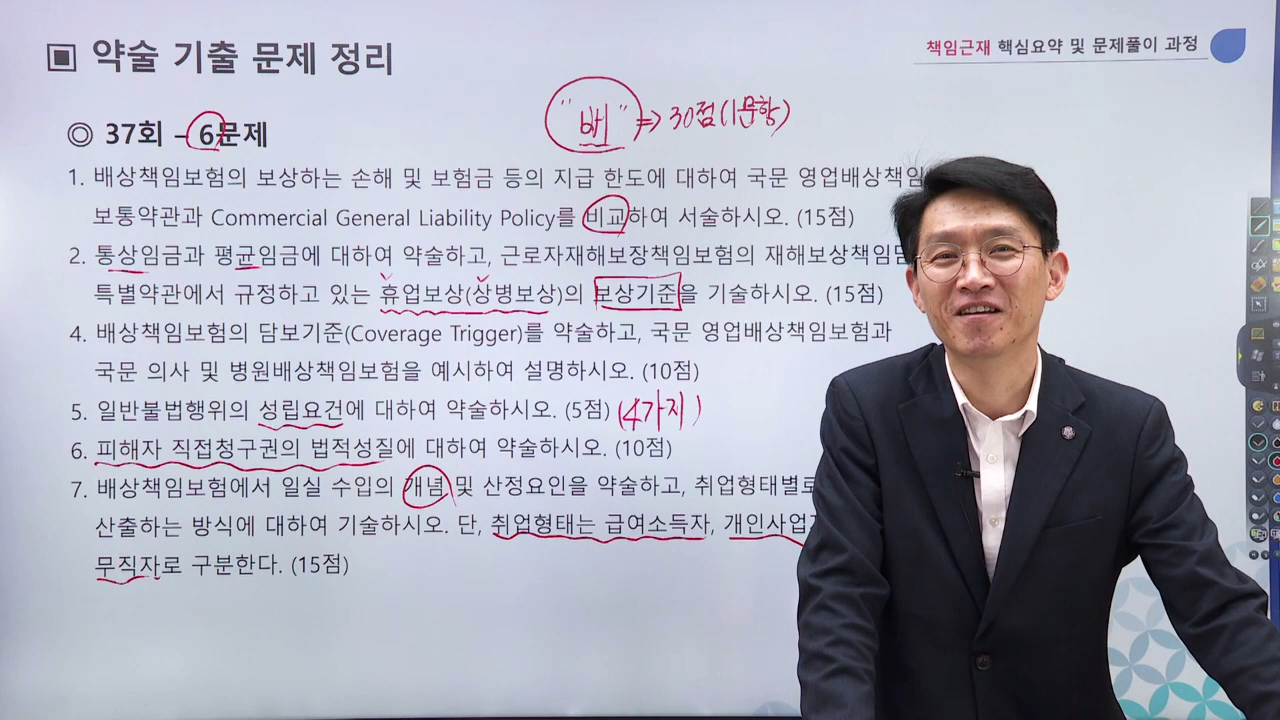 ▣ 약술 기출 문제 정리
책임근재 핵심요약 및 문제풀이 과정
"배" => 30점(1문항)
◎ 37회 – 6문제
1. 배상책임보험의 보상하는 손해 및 보험금 등의 지급 한도에 대하여 국문 영업배상책임
보통약관과 Commercial General Liability Policy를 비교하여 서술하시오. (15점)
2. 통상임금과 평균임금에 대하여 약술하고, 근로자재해보장책임보험의 재해보상책임담
특별약관에서 규정하고 있는 휴업보상(상병보상)의 보상기준을 기술하시오. (15점)
4. 배상책임보험의 담보기준(Coverage Trigger)를 약술하고, 국문 영업배상책임보험과
국문 의사 및 병원배상책임보험을 예시하여 설명하시오. (10점)
5. 일반불법행위의 성립요건에 대하여 약술하시오. (5점) (4가지)
6. 피해자 직접청구권의 법적성질에 대하여 약술하시오. (10점)
7. 배상책임보험에서 일실 수입의 개념 및 산정요인을 약술하고, 취업형태별로
산출하는 방식에 대하여 기술하시오. 단, 취업형태는 급여소득자, 개인사업
무직자로 구분한다. (15점)